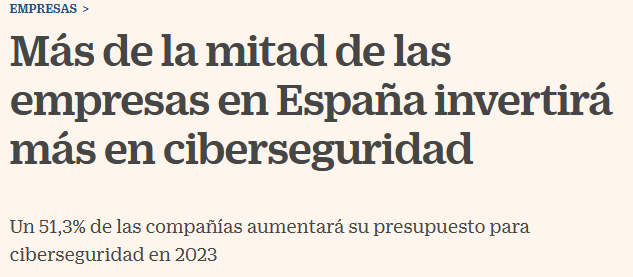 EMPRESAS >
Más de la mitad de las
empresas en España invertirá
más en ciberseguridad
Un 51,3% de las compañías aumentará su presupuesto para
ciberseguridad en 2023